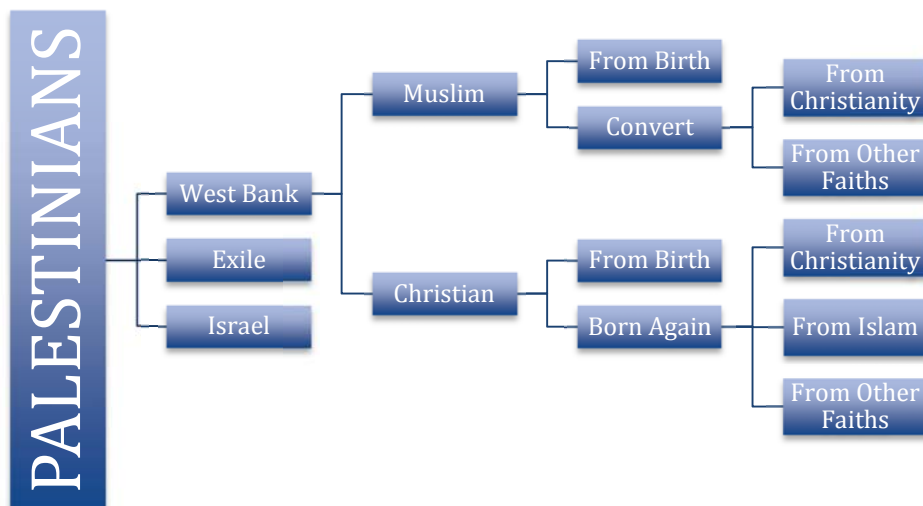 PALESTINIANS
West Bank
Exile
Israel
Muslim
Christian
From Birth
Convert
From Birth
Born Again
From
Christianity
From Other
Faiths
From
Christianity
From Islam
From Other
Faiths